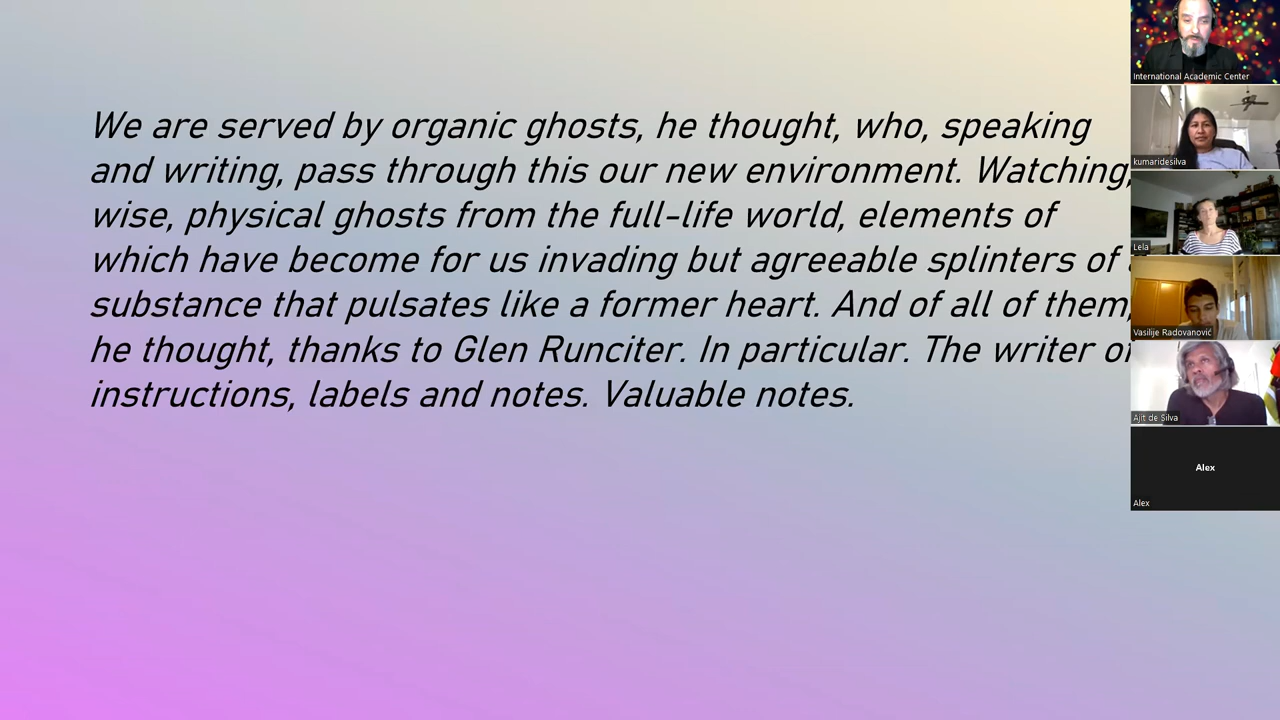 We are served by organic ghosts, he thought, who, speaking
and writing, pass through this our new environment. Watching,
wise, physical ghosts from the full-life world, elements of
which have become for us invading but agreeable splinters of
substance that pulsates like a former heart. And of all of them,
he thought, thanks to Glen Runciter. In particular. The writer of
instructions, labels and notes. Valuable notes.
International Academic Center
kumaridesilva
Lela
Vasilije Radovanović
Ajit de Silva
Alex
Alex